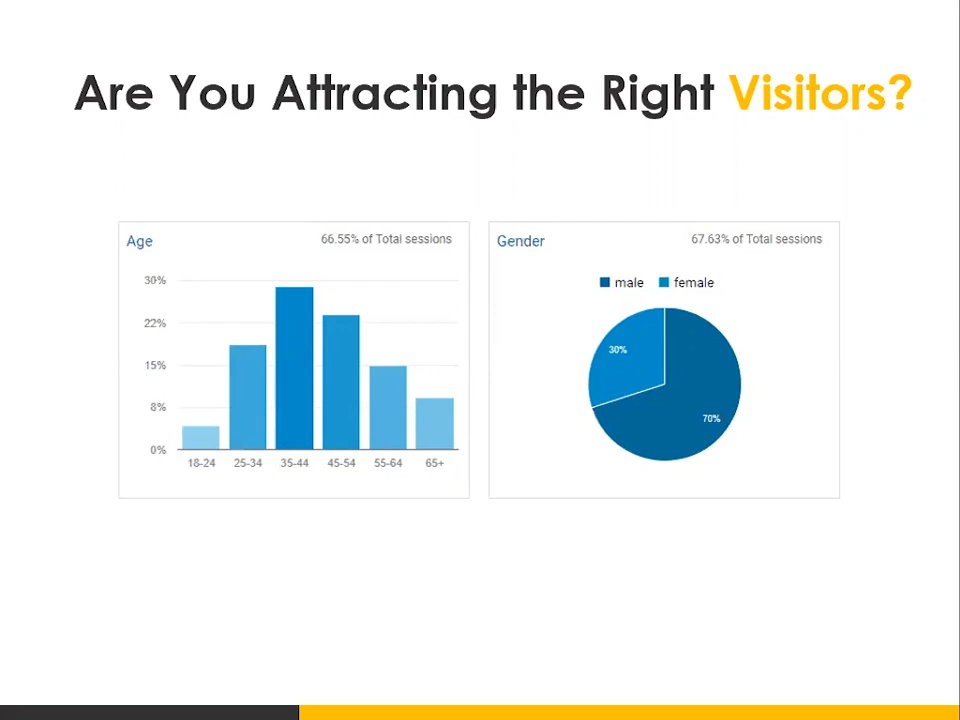 Are You Attracting the Right Visitors?
Age
66.55% of Total sessions
30%
22%
15%
8%
0%
18-24 25-34 35-44 45-54 55-64 65+
Gender
67.63% of Total sessions
male female
30%
70%